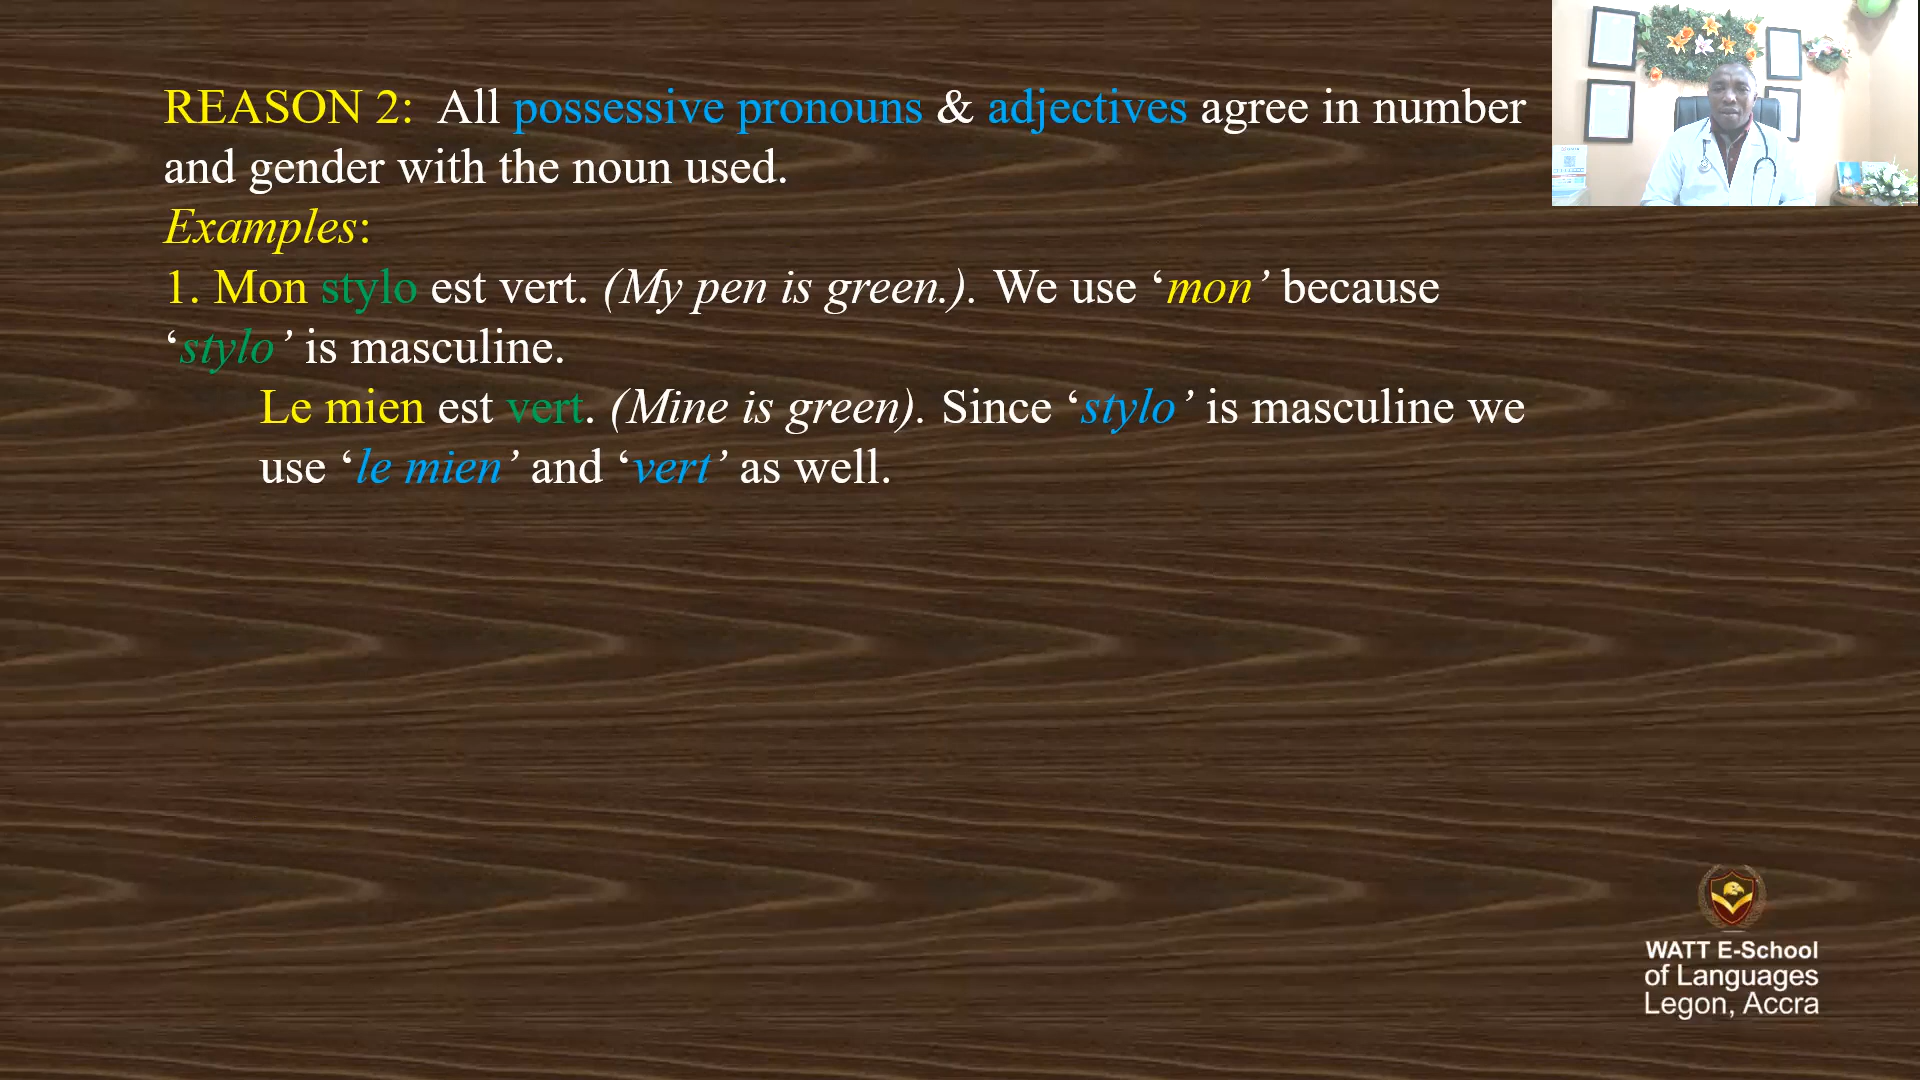 REASON 2: All possessive pronouns & adjectives agree in number
and gender with the noun used.
Examples:
1. Mon stylo est vert. (My pen is green.). We use ‘mon’ because
‘stylo’ is masculine.
Le mien est vert. (Mine is green). Since ‘stylo’ is masculine we
use ‘le mien’ and ‘vert’ as well.
WATT E-School
of Languages
Legon, Accra